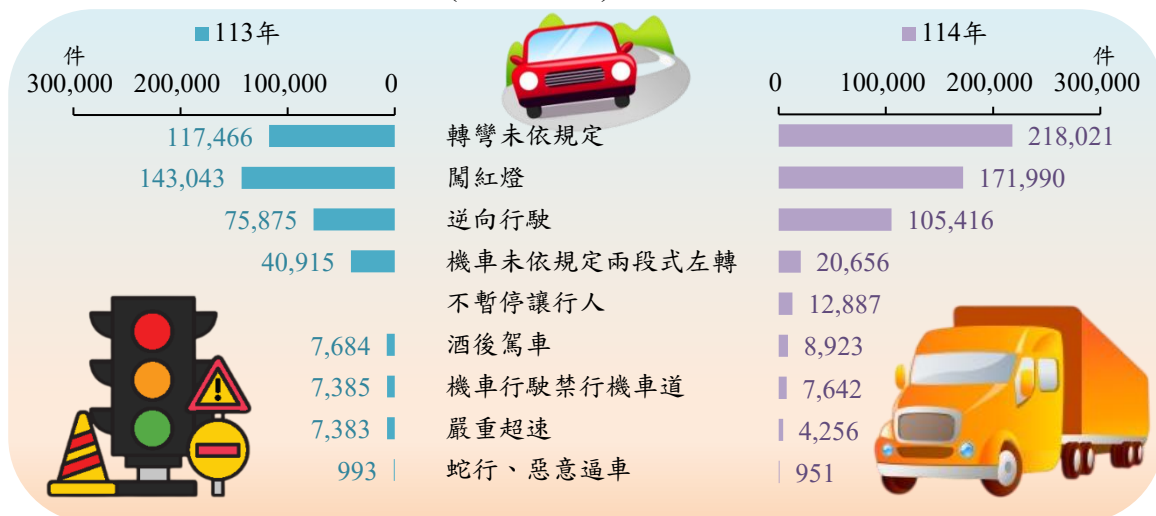 113年
114年
件
件
300,000 200,000 100,000 0
0 100,000 200,000 300,000
117,466 轉彎未依規定 218,021
143,043 闖紅燈 171,990
75,875 逆向行駛 105,416
40,915 機車未依規定兩段式左轉 20,656
不暫停讓行人 12,887
7,684 酒後駕車 8,923
7,385 機車行駛禁行機車道 7,642
7,383 嚴重超速 4,256
993 蛇行、惡意逼車 951